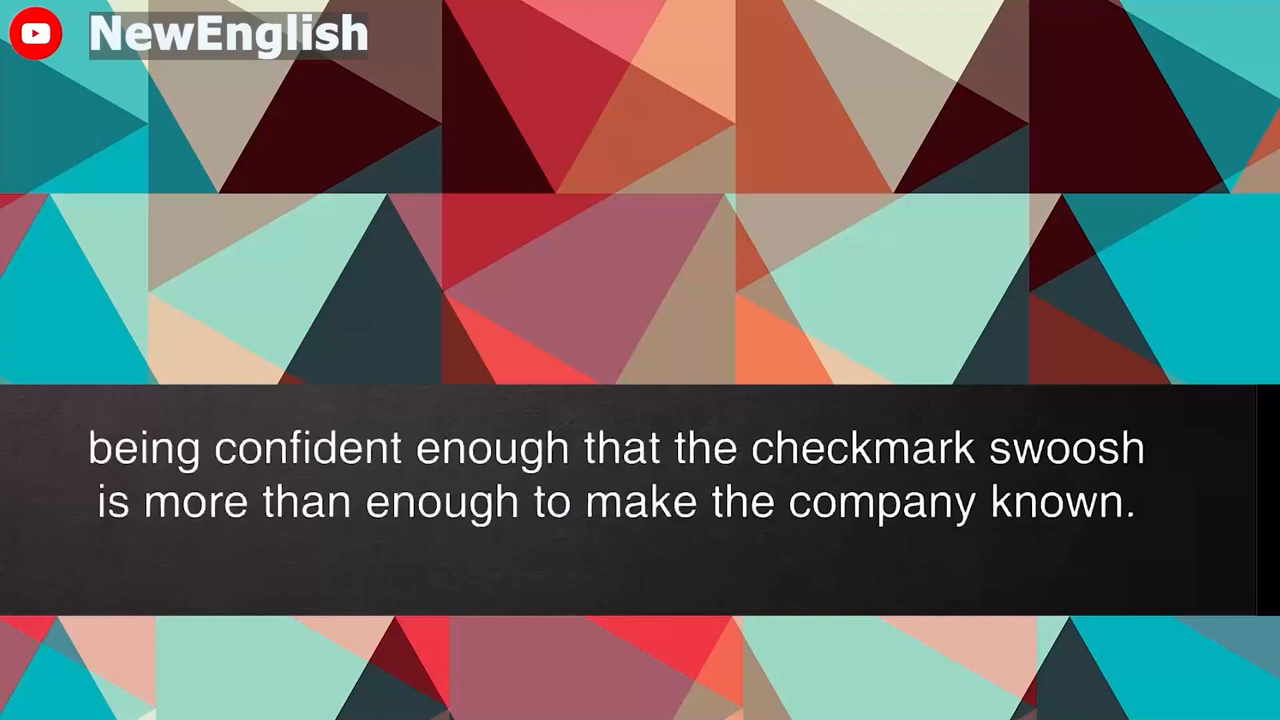 NewEnglish
being confident enough that the checkmark swoosh
is more than enough to make the company known.